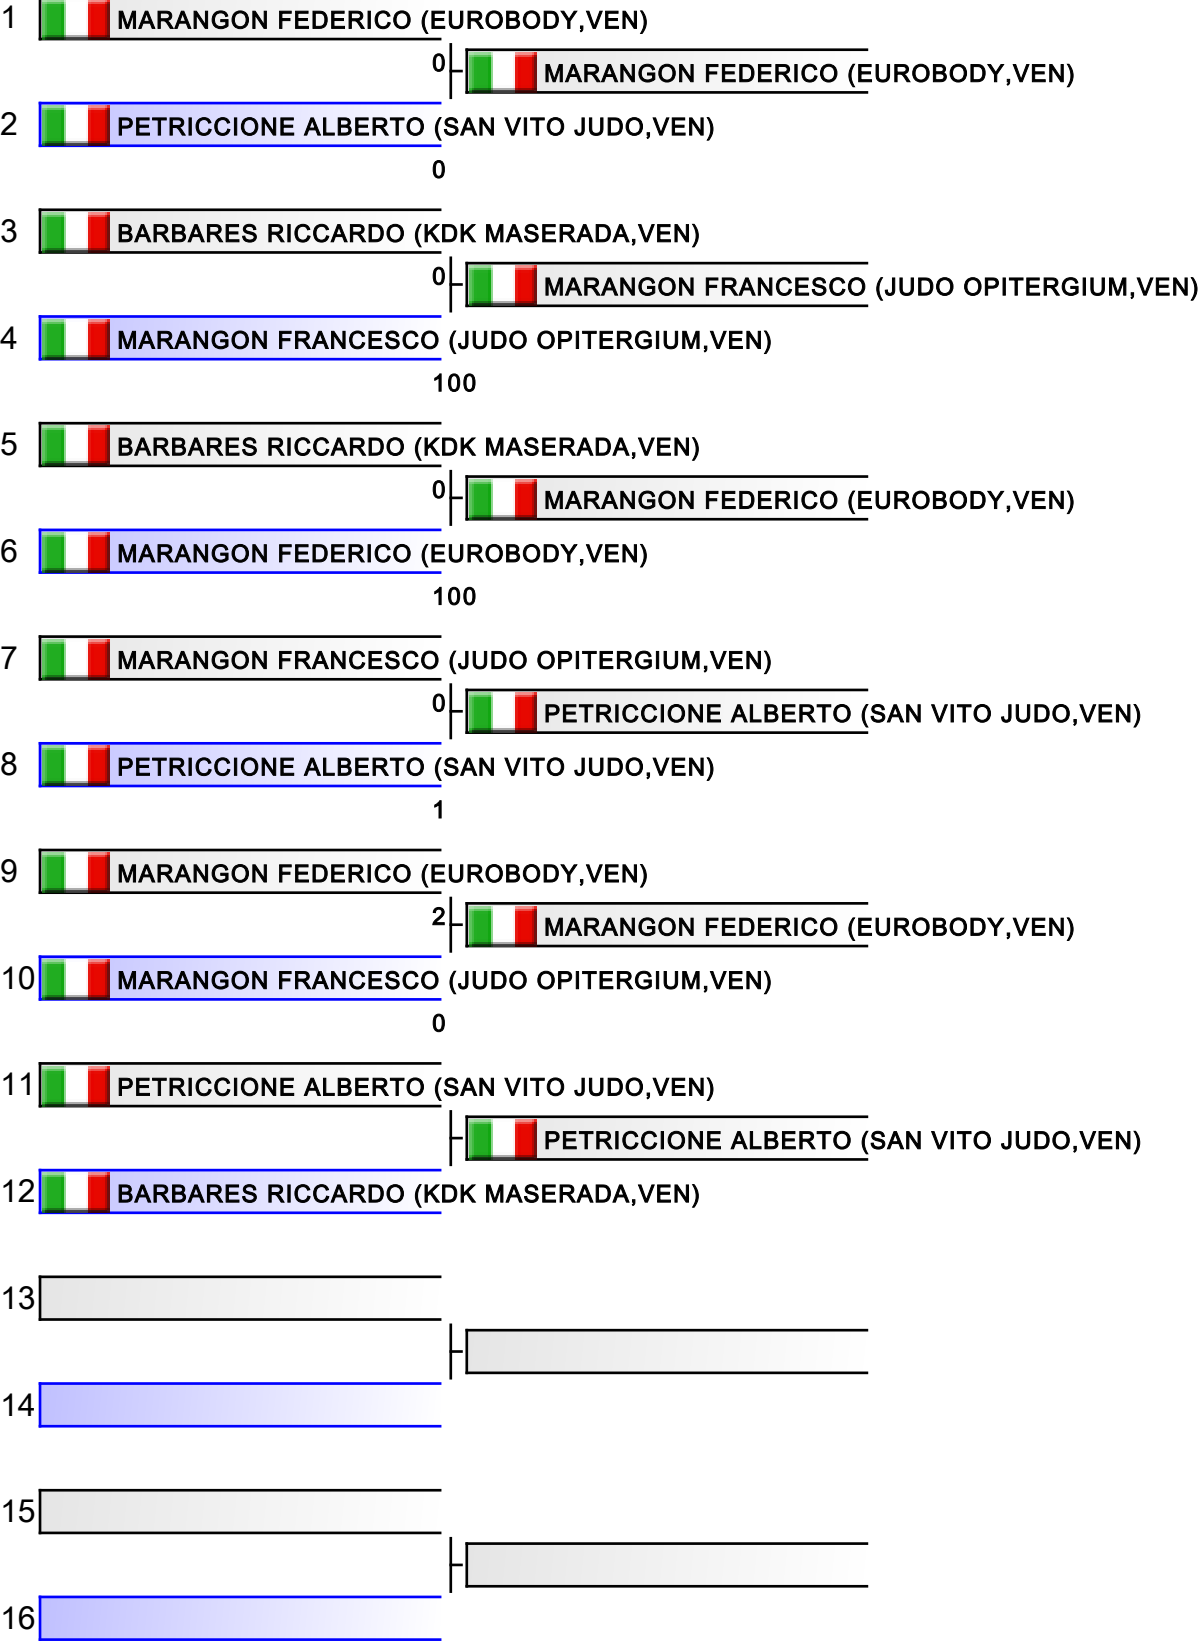 1 MARANGON FEDERICO (EUROBODY,VEN)
0 MARANGON FEDERICO (EUROBODY,VEN)
2 PETRICCIONE ALBERTO (SAN VITO JUDO,VEN)
0
3 BARBARES RICCARDO (KDK MASERADA,VEN)
0 MARANGON FRANCESCO (JUDO OPITERGIUM,VEN)
4 MARANGON FRANCESCO (JUDO OPITERGIUM,VEN)
100
5 BARBARES RICCARDO (KDK MASERADA,VEN)
0 MARANGON FEDERICO (EUROBODY,VEN)
6 MARANGON FEDERICO (EUROBODY,VEN)
100
7 MARANGON FRANCESCO (JUDO OPITERGIUM,VEN)
0 PETRICCIONE ALBERTO (SAN VITO JUDO,VEN)
8 PETRICCIONE ALBERTO (SAN VITO JUDO,VEN)
1
9 MARANGON FEDERICO (EUROBODY,VEN)
2 MARANGON FEDERICO (EUROBODY,VEN)
10 MARANGON FRANCESCO (JUDO OPITERGIUM,VEN)
0
11 PETRICCIONE ALBERTO (SAN VITO JUDO,VEN)
PETRICCIONE ALBERTO (SAN VITO JUDO,VEN)
12 BARBARES RICCARDO (KDK MASERADA,VEN)
13
14
15
16